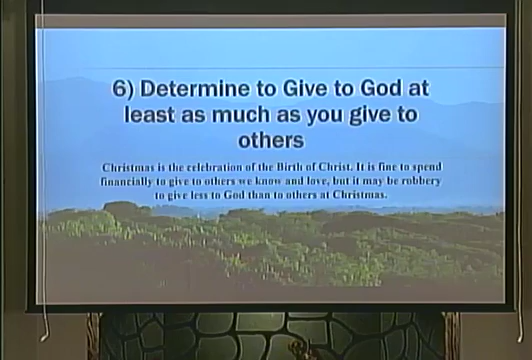 6) Determine to Give to God at
least as much as you give to
others
Christmas is the celebration of the Birth of Christ. It is fine to spend
financially to give to others we know and love, but it may be robbery
to give less to God than to others at Christmas.